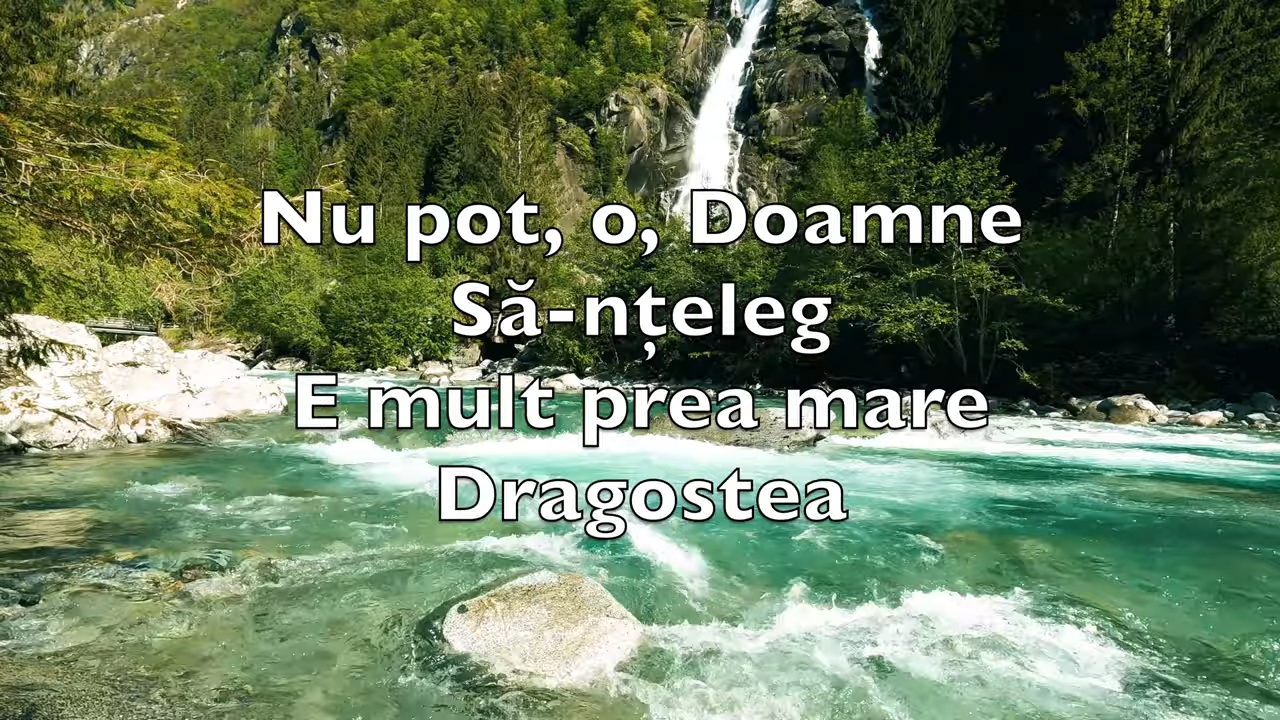 Nu pot, o, Doamne
Să-nțeleg
E mult prea mare
Dragostea